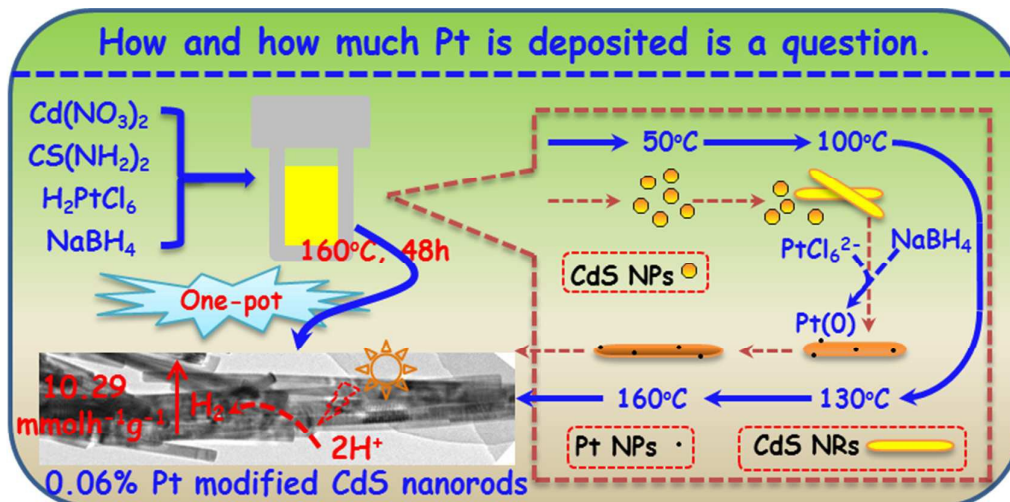 How and how much Pt is deposited is a question.
Cd(NO₃)₂
CS(NH₂)₂
H₂PtCl₆
NaBH₄
160°C, 48h
One-pot
50°C
100°C
CdS NPs
PtCl₆²⁻
NaBH₄
Pt(0)
160°C
130°C
Pt NPs
CdS NRs
10.29
mmolh⁻¹g⁻¹
H₂
2H⁺
0.06% Pt modified CdS nanorods